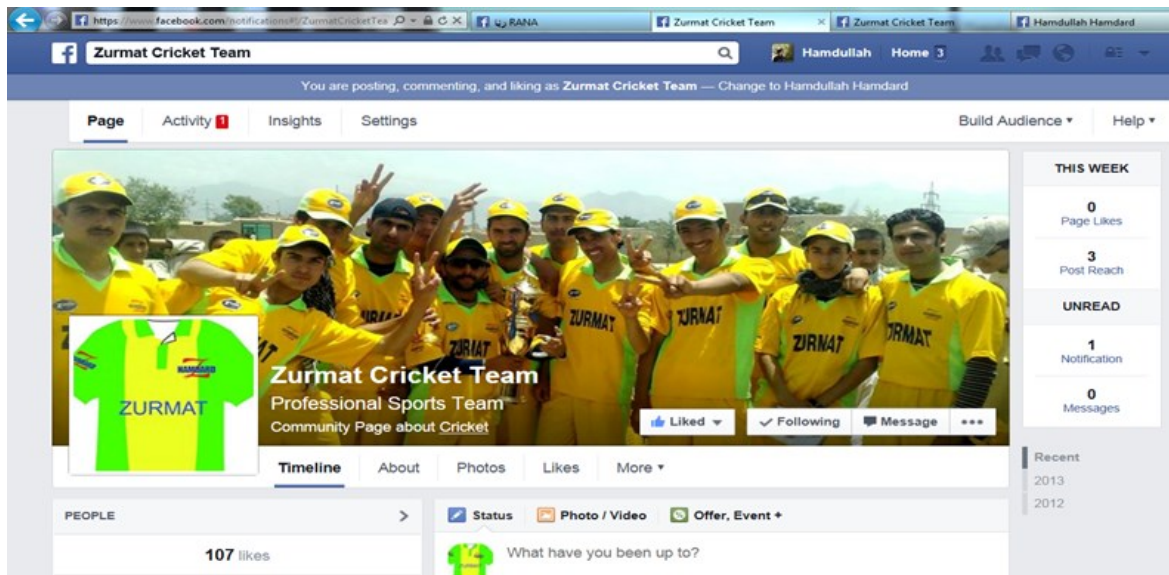 https://www.facebook.com/notifications#!/ZurmatCricketTea
رڼا RANA
Zurmat Cricket Team
Zurmat Cricket Team
Hamdullah Hamdard
Zurmat Cricket Team
Hamdullah Home 3
You are posting, commenting, and liking as Zurmat Cricket Team — Change to Hamdullah Hamdard
Page Activity 1 Insights Settings Build Audience Help
THIS WEEK
0
Page Likes
3
Post Reach
UNREAD
1
Notification
0
Messages
Recent
2013
2012
ZURMAT
ZURMAT
ZURMAT
ZURMAT
HAMDARD
ZURMAT
Zurmat Cricket Team
Professional Sports Team
Community Page about Cricket
Liked Following Message
Timeline About Photos Likes More
PEOPLE
107 likes
Status Photo / Video Offer, Event +
What have you been up to?